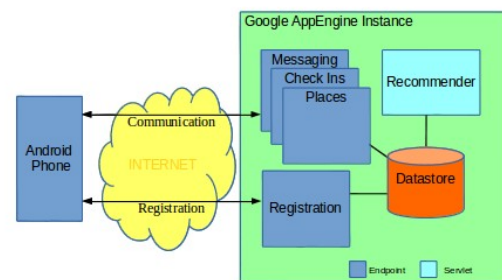 Google AppEngine Instance
Messaging
Check Ins
Places
Recommender
Communication
Android
Phone
INTERNET
Datastore
Registration
Registration
Endpoint
Servlet